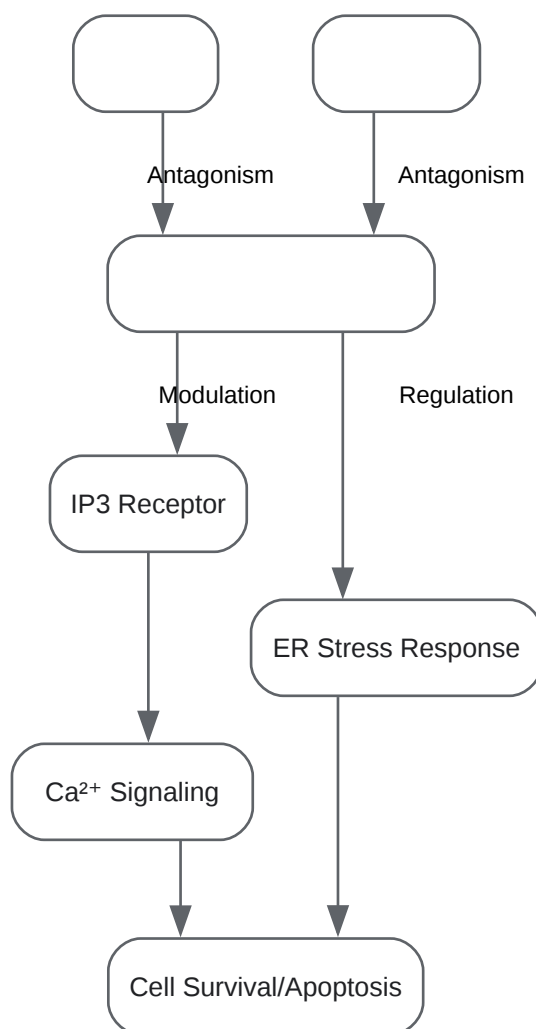 Antagonism
Antagonism
Modulation
Regulation
IP3 Receptor
ER Stress Response
Ca²⁺ Signaling
Cell Survival/Apoptosis